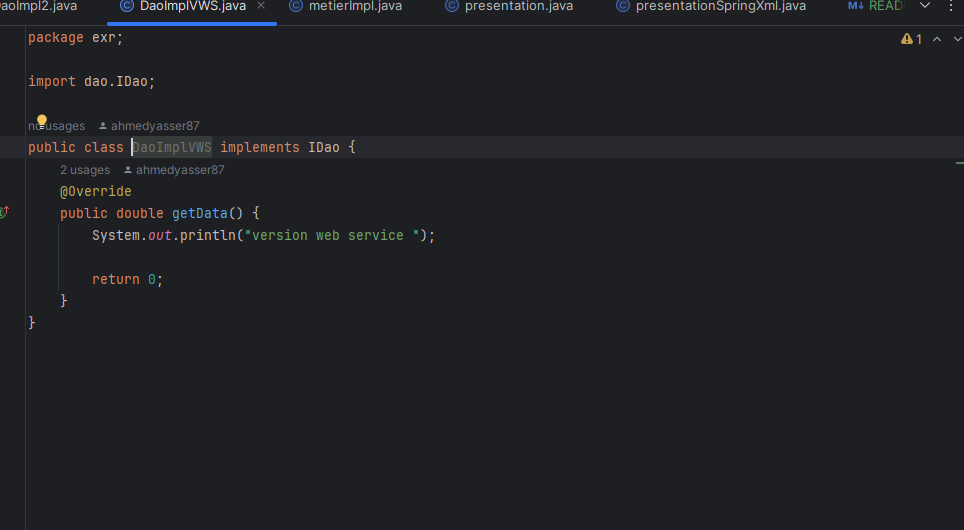 DaoImpl2.java DaoImplVWS.java metierImpl.java presentation.java presentationSpringXml.java READ
package exr;
1
import dao.IDao;
no usages ahmedyasser87
public class DaoImplVWS implements IDao {
2 usages ahmedyasser87
@Override
public double getData() {
System.out.println("version web service ");
return 0;
}
}